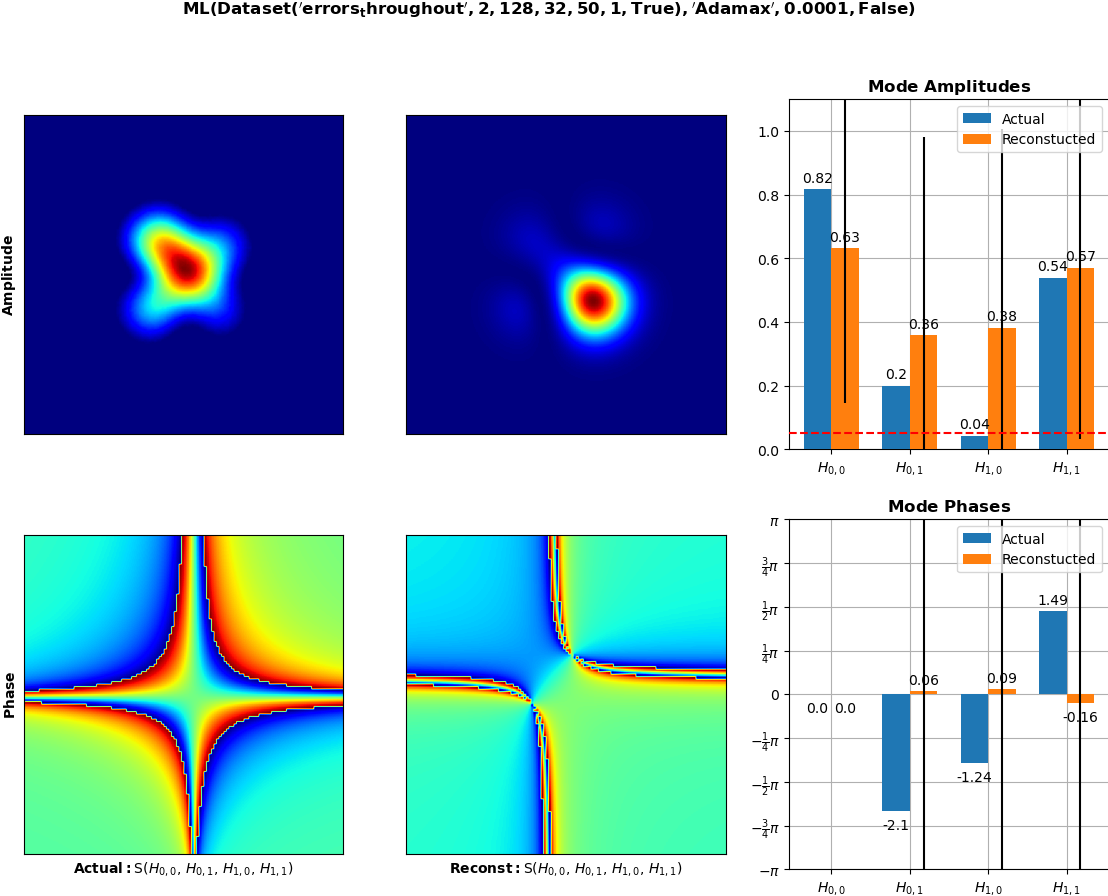 ML(Dataset('errors_throughout', 2, 128, 32, 50, 1, True), 'Adamax', 0.0001, False)
Mode Amplitudes
Amplitude
Actual
Reconstucted
1.0
0.8
0.6
0.4
0.2
0.0
0.82
0.63
0.2
0.36
0.04
0.38
0.54
0.57
H0,0
H0,1
H1,0
H1,1
Mode Phases
Phase
Actual
Reconstucted
π
3/4π
1/2π
1/4π
0
−1/4π
−1/2π
−3/4π
−π
0.0
0.0
-2.1
0.06
-1.24
0.09
1.49
-0.16
H0,0
H0,1
H1,0
H1,1
Actual: S(H0,0, H0,1, H1,0, H1,1)
Reconst: S(H0,0, H0,1, H1,0, H1,1)